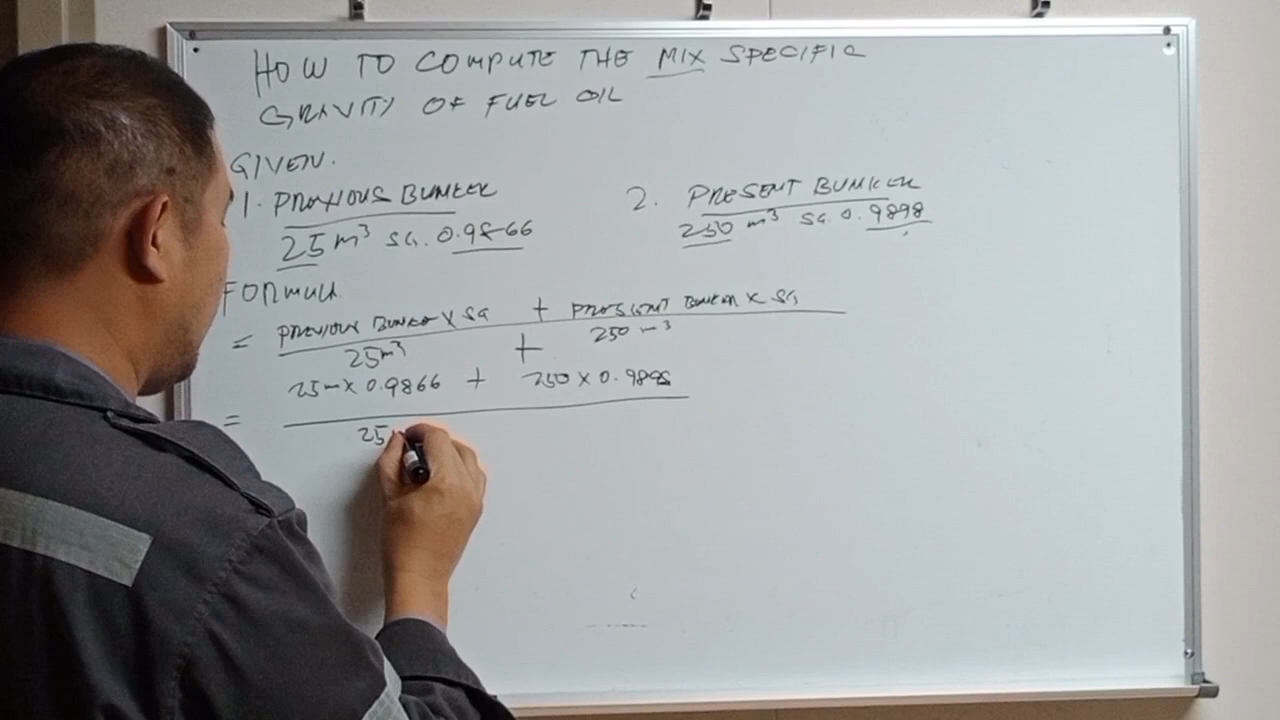 HOW TO COMPUTE THE MIX SPECIFIC
GRAVITY OF FUEL OIL
GIVEN.
1. PREVIOUS BUNKER
25 m³ SG. 0.9866
2. PRESENT BUNKER
250 m³ SG. 0.9898
FORMULA
= PREVIOUS BUNKER X SG + PRESENT BUNKER X SG
25m³ + 250 m³
= 25m X 0.9866 + 250 X 0.9898
25